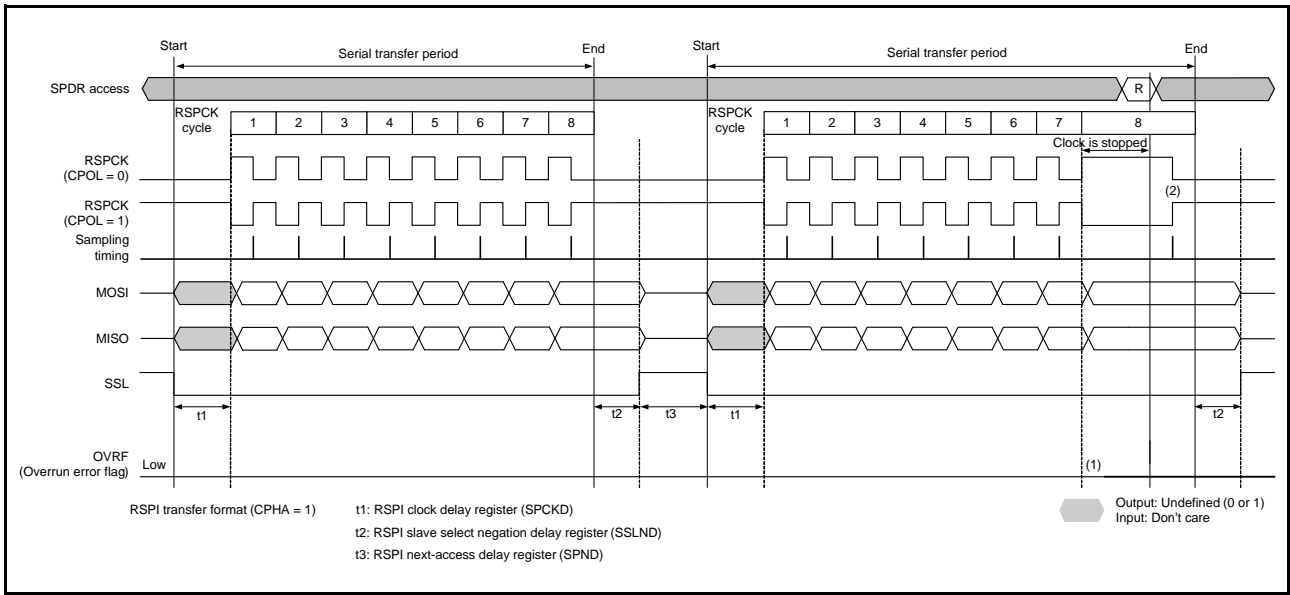 Start
Serial transfer period
End
Start
Serial transfer period
End
SPDR access
R
RSPCK
cycle
1 2 3 4 5 6 7 8
RSPCK
cycle
1 2 3 4 5 6 7 8
Clock is stopped
RSPCK
(CPOL = 0)
(2)
RSPCK
(CPOL = 1)
Sampling
timing
MOSI
MISO
SSL
t1
t2
t3
t1
t2
OVRF
(Overrun error flag)
Low
(1)
RSPI transfer format (CPHA = 1)
t1: RSPI clock delay register (SPCKD)
t2: RSPI slave select negation delay register (SSLND)
t3: RSPI next-access delay register (SPND)
Output: Undefined (0 or 1)
Input: Don't care